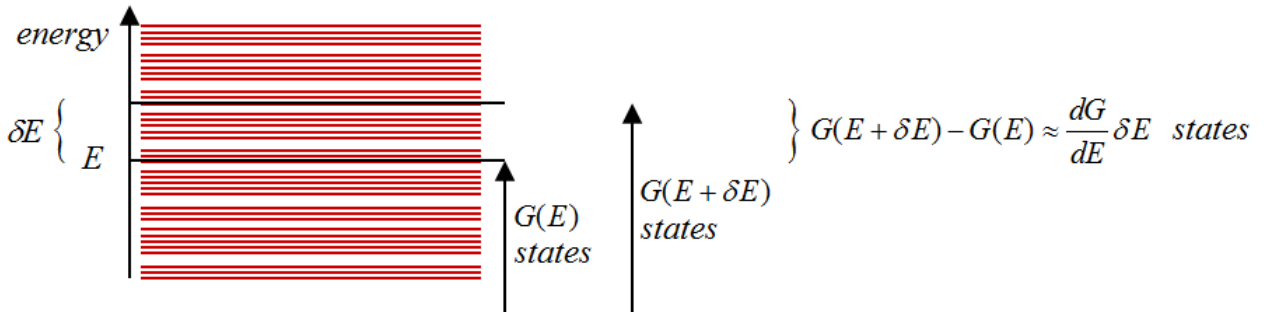 energy
δE {
E
G(E)
states
G(E + δE)
states
} G(E + δE) − G(E) ≈ dG/dE δE states